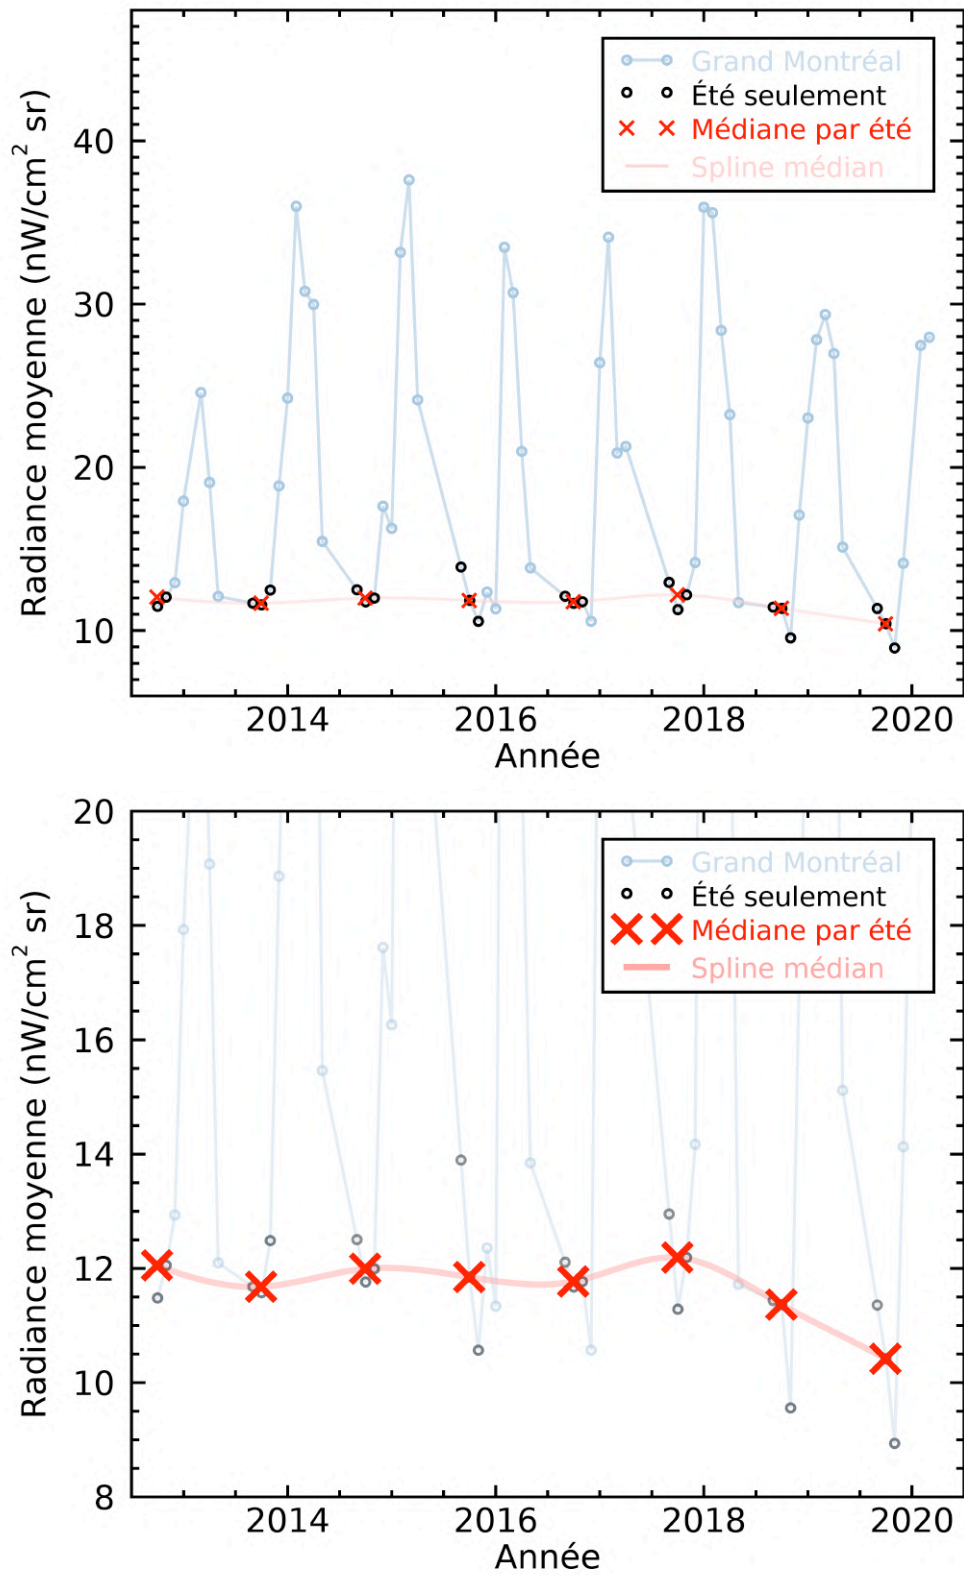 Radiance moyenne (nW/cm² sr)
Grand Montréal
Été seulement
Médiane par été
Spline médian
40
30
20
10
2014 2016 2018 2020
Année
Radiance moyenne (nW/cm² sr)
Grand Montréal
Été seulement
Médiane par été
Spline médian
20
18
16
14
12
10
8
2014 2016 2018 2020
Année